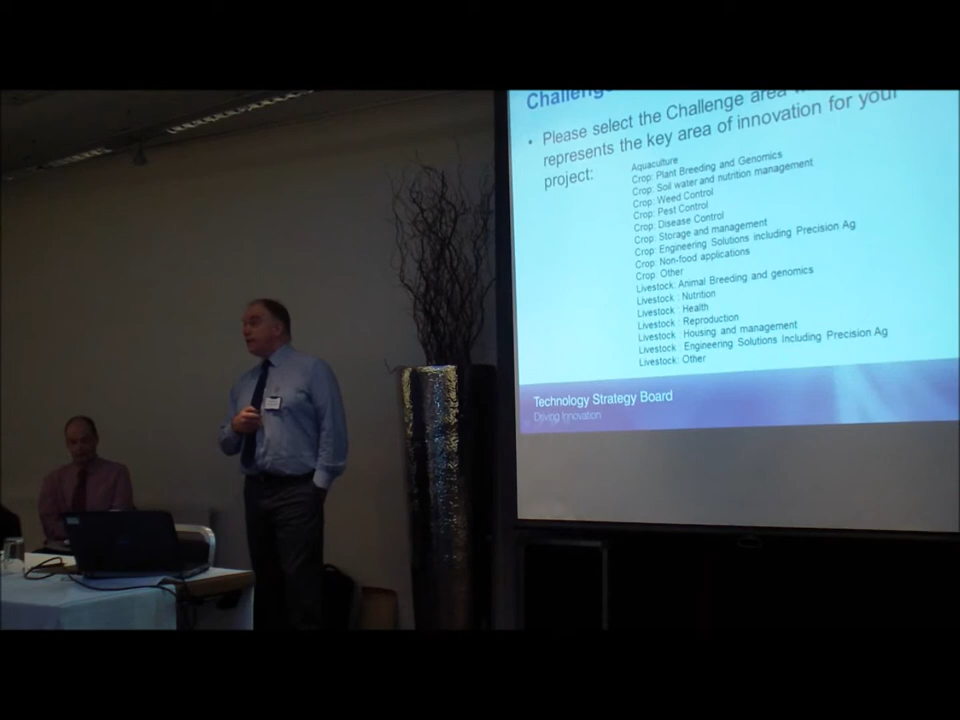 Challeng
• Please select the Challenge area
represents the key area of innovation for your
project:
Aquaculture
Crop: Plant Breeding and Genomics
Crop: Soil water and nutrition management
Crop: Weed Control
Crop: Pest Control
Crop: Disease Control
Crop: Storage and management
Crop: Engineering Solutions including Precision Ag
Crop: Non-food applications
Crop: Other
Livestock: Animal Breeding and genomics
Livestock : Nutrition
Livestock : Health
Livestock : Reproduction
Livestock : Housing and management
Livestock : Engineering Solutions Including Precision Ag
Livestock: Other
Technology Strategy Board
Driving Innovation